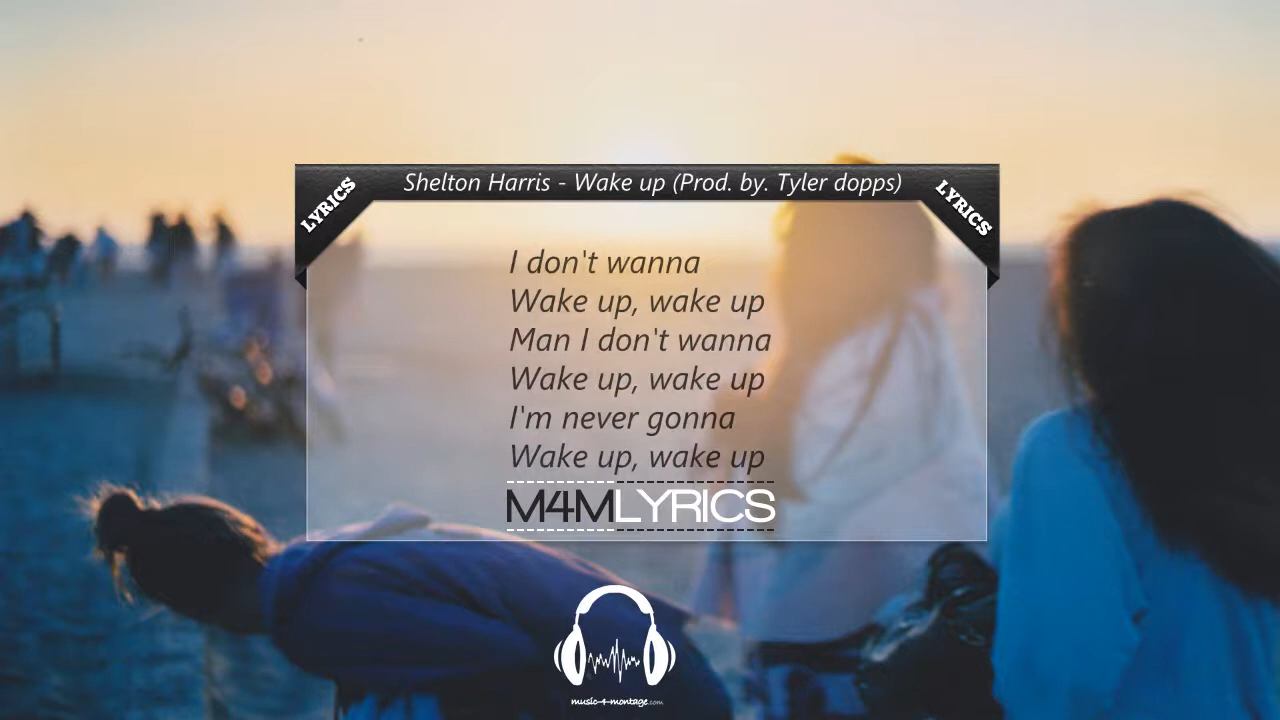 LYRICS
Shelton Harris - Wake up (Prod. by. Tyler dopps)
LYRICS
I don't wanna
Wake up, wake up
Man I don't wanna
Wake up, wake up
I'm never gonna
Wake up, wake up
M4MLYRICS
music-4-montage.com